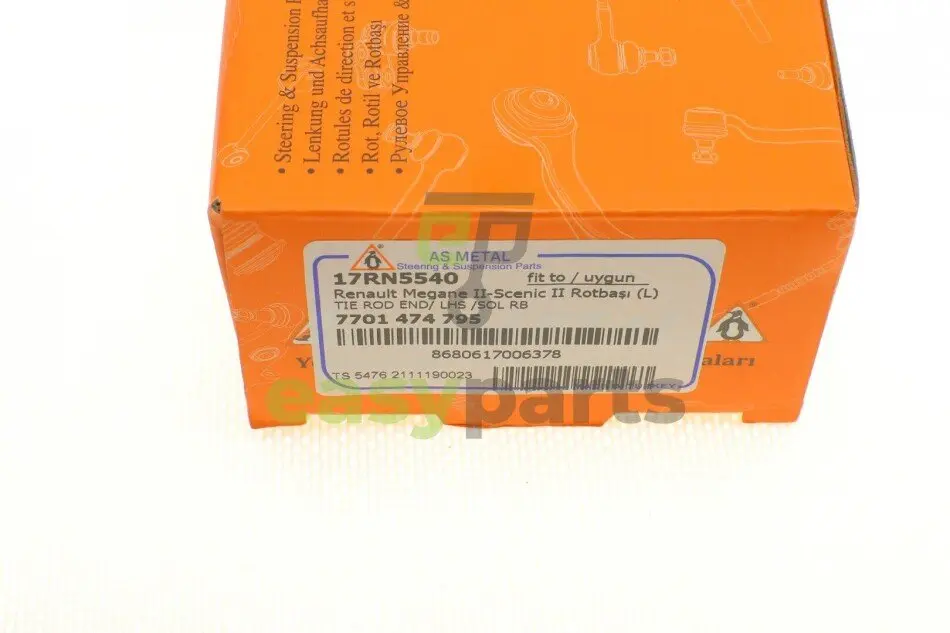 • Steering & Suspension
• Lenkung und Achsaufhä
• Rotules de direction et s
• Rot, Rotil ve Rotbaşı
• Рулевое Управление &
AS METAL
Steering & Suspension Parts
17RN5540 fit to / uygun
Renault Megane II-Scenic II Rotbaşı (L)
TIE ROD END/ LHS /SOL RB
7701 474 795
8680617006378
TS 5476 2111190023
MADE IN TURKEY
Y
aları
easyparts